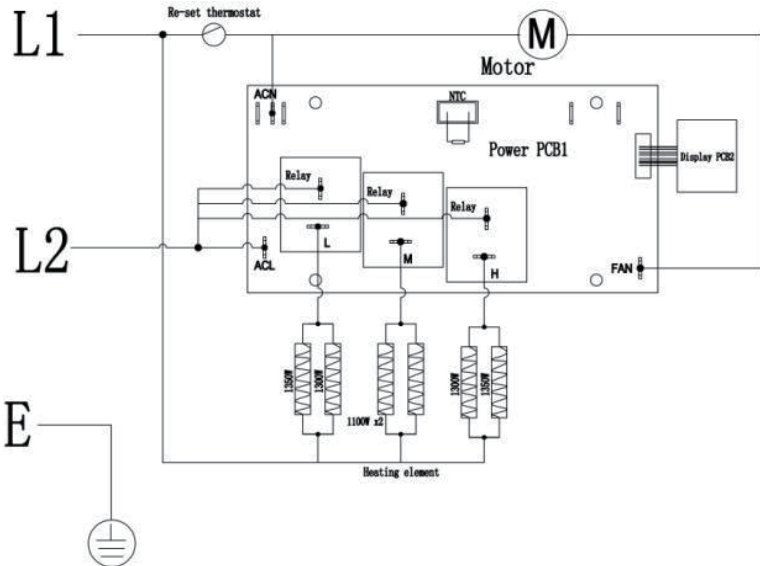 Re-set thermostat
L1
M
Motor
ACN
NTC
Power PCB1
Display PCB2
Relay
Relay
Relay
L2
ACL
L
M
H
FAN
1350W
1300W
1100W x2
1300W
1350W
E
Heating element